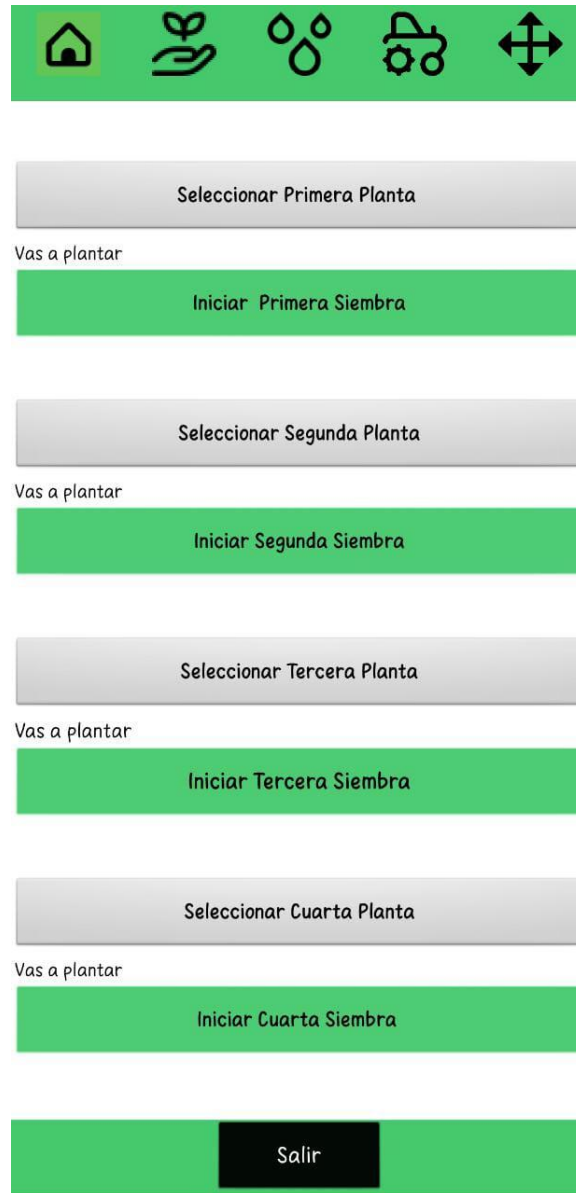 Seleccionar Primera Planta
Vas a plantar
Iniciar  Primera Siembra
Seleccionar Segunda Planta
Vas a plantar
Iniciar Segunda Siembra
Seleccionar Tercera Planta
Vas a plantar
Iniciar Tercera Siembra
Seleccionar Cuarta Planta
Vas a plantar
Iniciar Cuarta Siembra
Salir